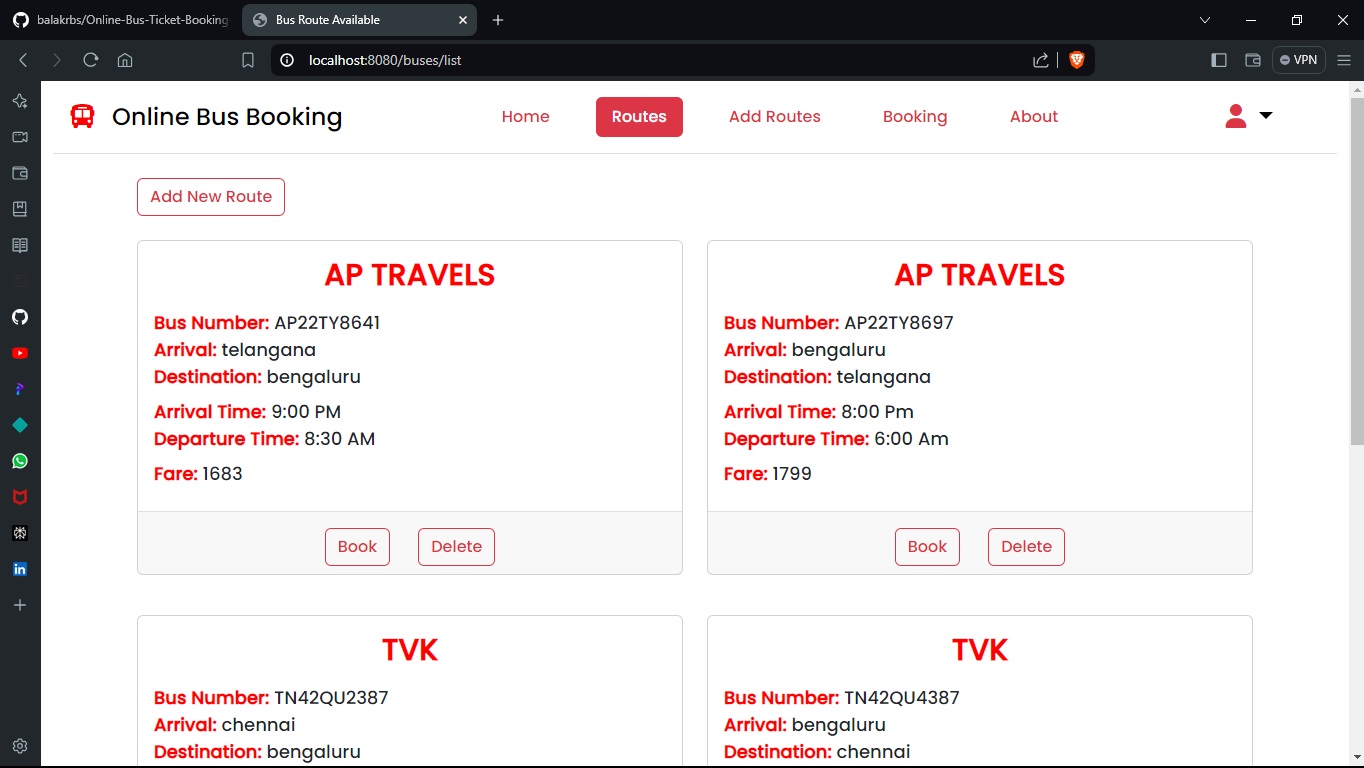 balakrbs/Online-Bus-Ticket-Booking
Bus Route Available
localhost:8080/buses/list
VPN
Online Bus Booking
Home
Routes
Add Routes
Booking
About
Add New Route
AP TRAVELS
Bus Number: AP22TY8641
Arrival: telangana
Destination: bengaluru
Arrival Time: 9:00 PM
Departure Time: 8:30 AM
Fare: 1683
Book
Delete
AP TRAVELS
Bus Number: AP22TY8697
Arrival: bengaluru
Destination: telangana
Arrival Time: 8:00 Pm
Departure Time: 6:00 Am
Fare: 1799
Book
Delete
TVK
Bus Number: TN42QU2387
Arrival: chennai
Destination: bengaluru
TVK
Bus Number: TN42QU4387
Arrival: bengaluru
Destination: chennai
in